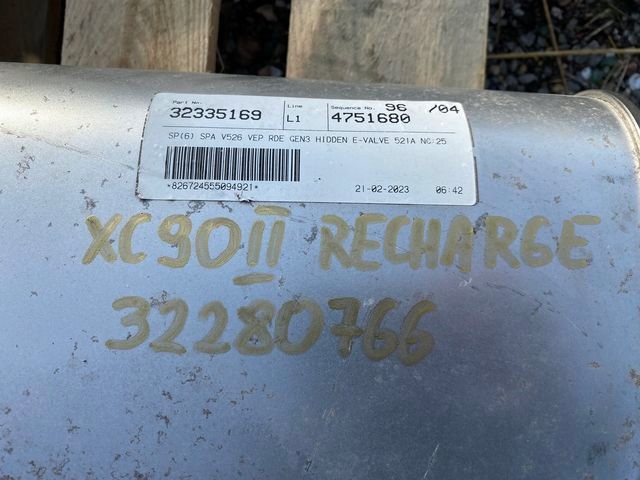 Part No. Line Sequence No. 96 /04
32335169 L1 4751680
SP(6) SPA V526 VEP RDE GEN3 HIDDEN E-VALVE 521A NC:25
*826724555094921* 21-02-2023 06:42
XC90II RECHARGE
32280766